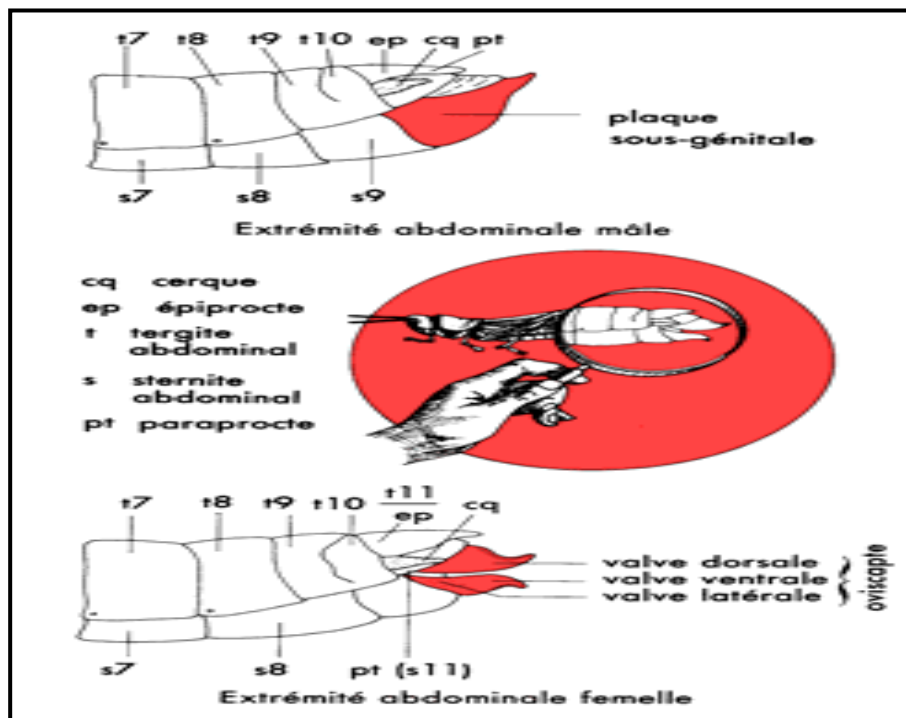 t7 t8 t9 t10 ep cq pt
plaque
sous-génitale
s7 s8 s9
Extrémité abdominale mâle
cq cerque
ep épiprocte
t tergite
abdominal
s sternite
abdominal
pt paraprocte
t7 t8 t9 t10 t11 cq
ep
valve dorsale
valve ventrale
valve latérale
oviscapte
s7 s8 pt (s11)
Extrémité abdominale femelle